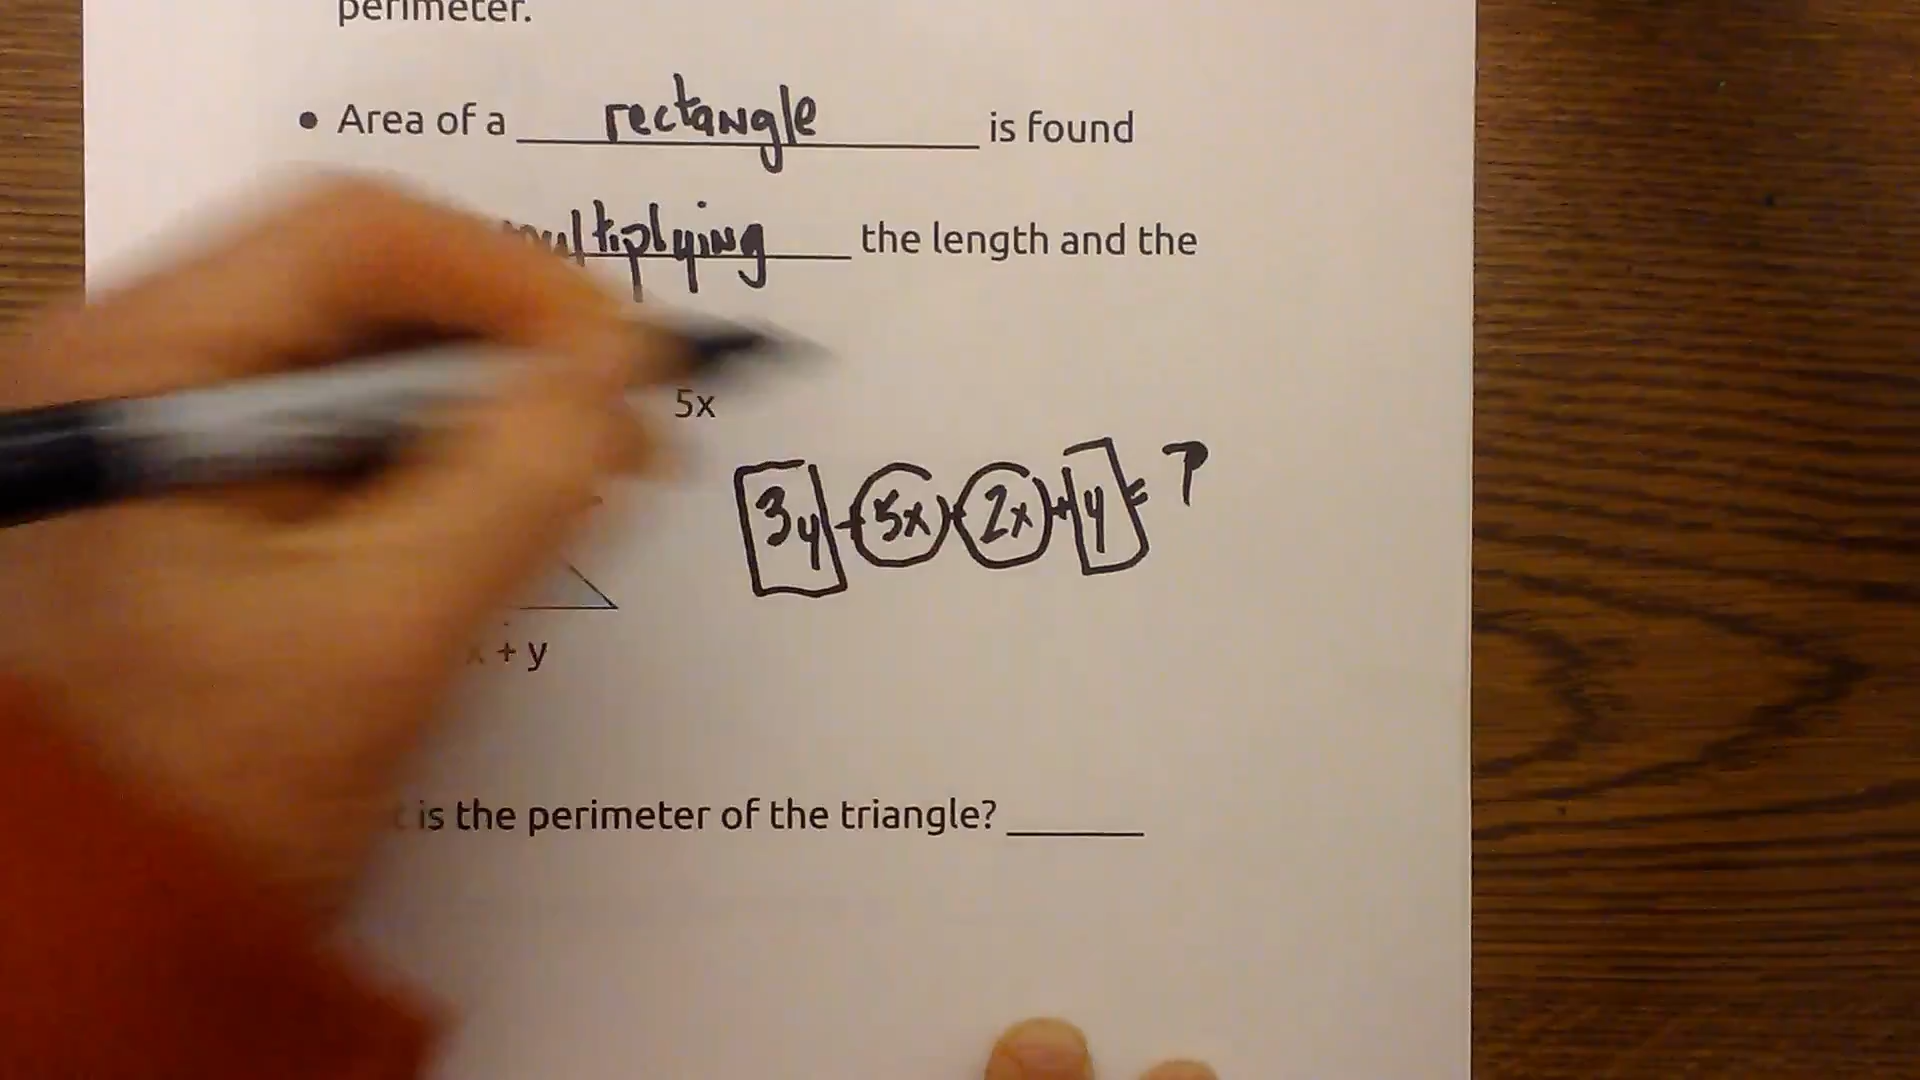 perimeter.
• Area of a rectangle is found
multiplying the length and the
5x
3y + 5x + 2x + y = P
x + y
is the perimeter of the triangle?